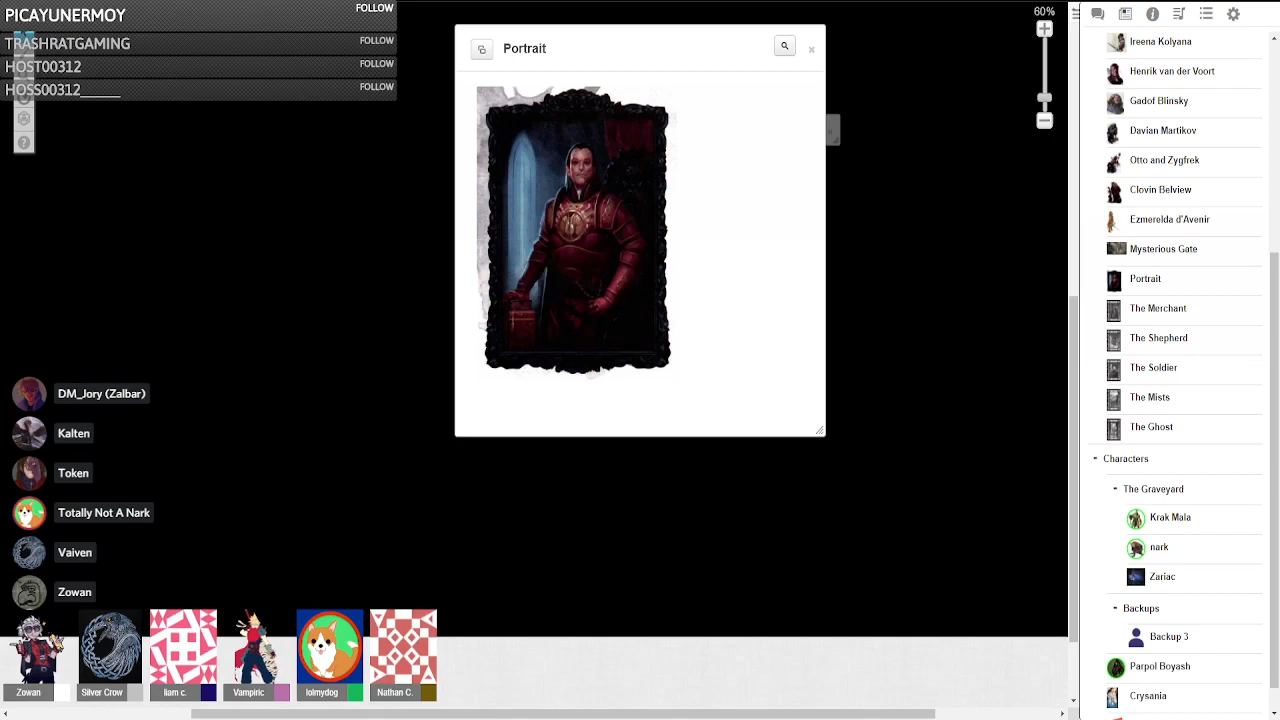 PICAYUNERMOY FOLLOW
TRASHROAMING FOLLOW
HOST00312 FOLLOW
HOSS00312_____ FOLLOW
Portrait
60%
Ireena Kolyana
Henrik van der Voort
Gadof Blinsky
Davian Martikov
Otto and Zygfrek
Clovin Belview
Ezmerelda d'Avenir
Mysterious Gate
Portrait
The Merchant
The Shepherd
The Soldier
The Mists
The Ghost
Characters
The Graveyard
Krak Mala
nark
Zariac
Backups
Backup 3
Parpol Boyash
Crysania
DM_Jory (Zalbar)
Kalten
Token
Totally Not A Nark
Vaiven
Zowan
Zowan
Silver Crow
liam c.
Vampiric
lolmydog
Nathan C.